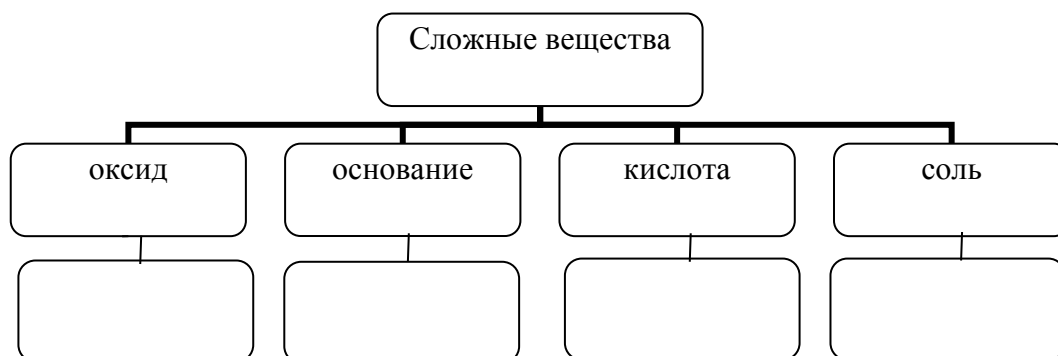 Сложные вещества
оксид
основание
кислота
соль